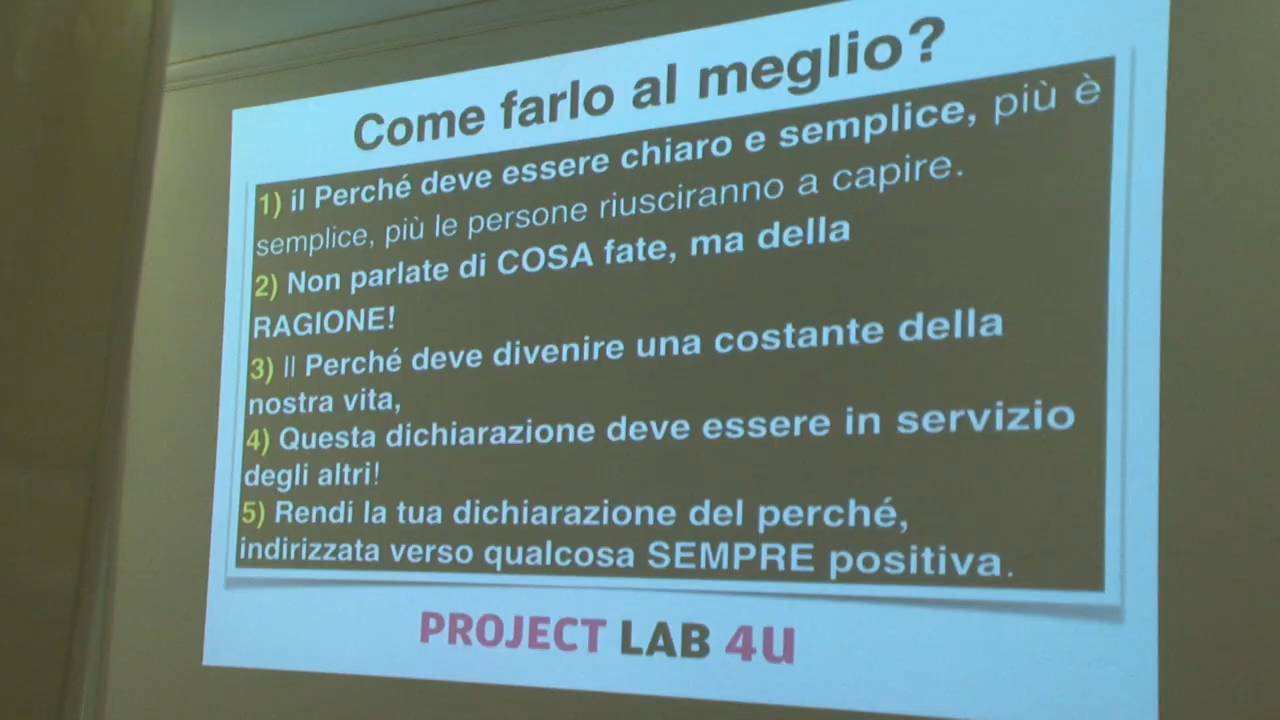 Come farlo al meglio?
1) il Perché deve essere chiaro e semplice, più è
semplice, più le persone riusciranno a capire.
2) Non parlate di COSA fate, ma della
RAGIONE!
3) Il Perché deve divenire una costante della
nostra vita,
4) Questa dichiarazione deve essere in servizio
degli altri!
5) Rendi la tua dichiarazione del perché,
indirizzata verso qualcosa SEMPRE positiva.
PROJECT LAB 4U